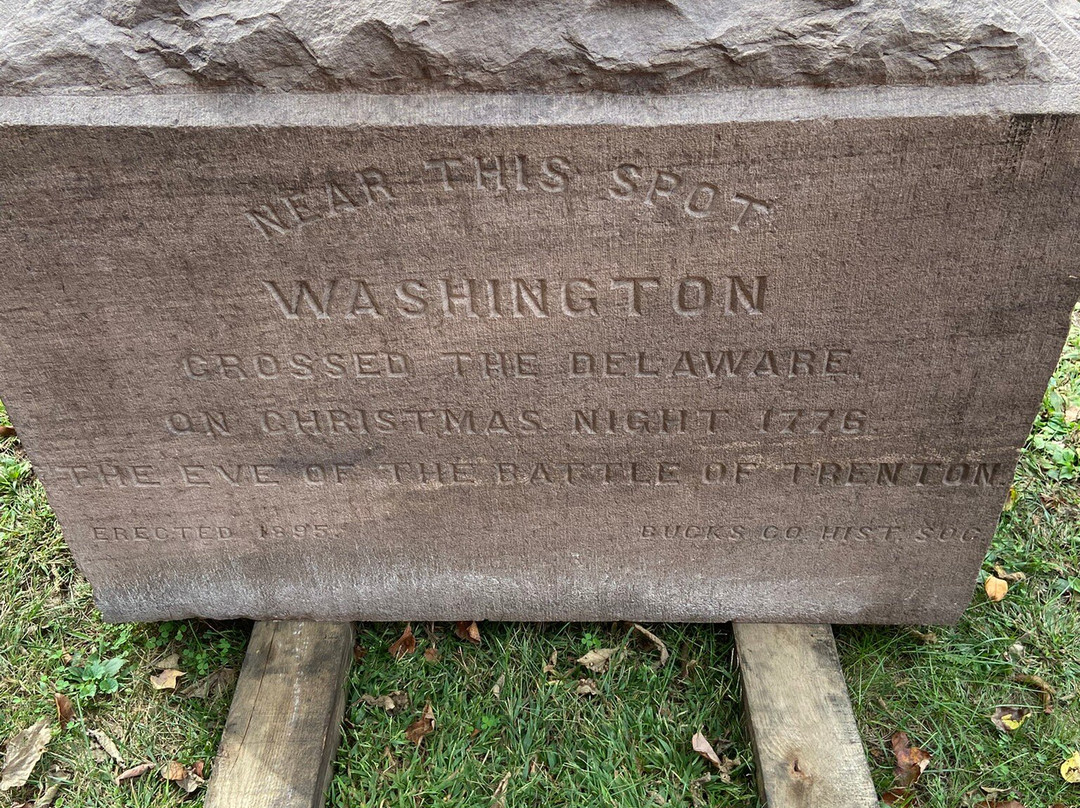 NEAR THIS SPOT
WASHINGTON
CROSSED THE DELAWARE,
ON CHRISTMAS NIGHT 1776
THE EVE OF THE BATTLE OF TRENTON.
ERECTED 1895. BUCKS CO. HIST. SOC.